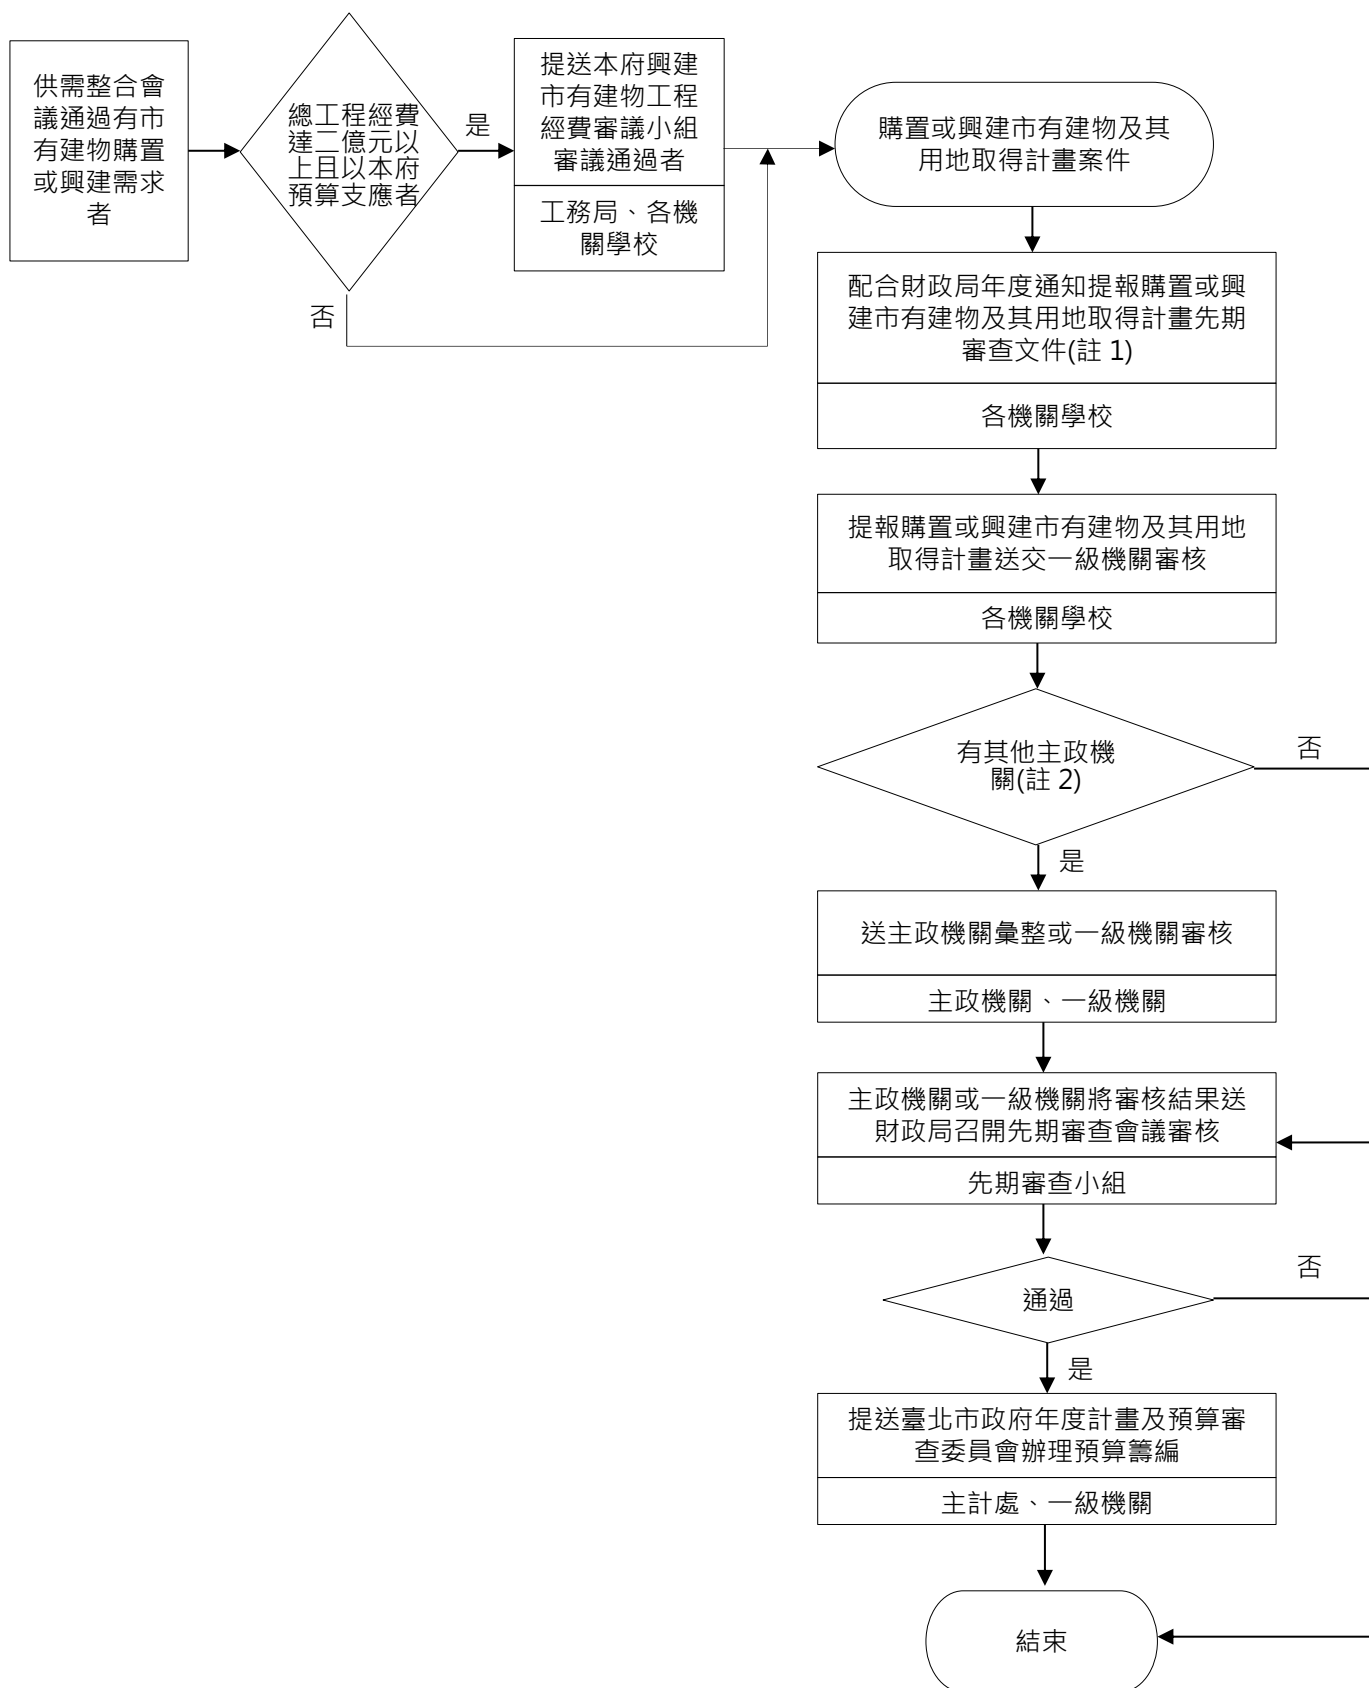 供需整合會
議通過有市
有建物購置
或興建需求
者
總工程經費
達二億元以
上且以本府
預算支應者
是
否
提送本府興建
市有建物工程
經費審議小組
審議通過者
工務局、各機
關學校
購置或興建市有建物及其
用地取得計畫案件
配合財政局年度通知提報購置或興
建市有建物及其用地取得計畫先期
審查文件(註 1)
各機關學校
提報購置或興建市有建物及其用地
取得計畫送交一級機關審核
各機關學校
有其他主政機
關(註 2)
否
是
送主政機關彙整或一級機關審核
主政機關、一級機關
主政機關或一級機關將審核結果送
財政局召開先期審查會議審核
先期審查小組
通過
否
是
提送臺北市政府年度計畫及預算審
查委員會辦理預算籌編
主計處、一級機關
結束